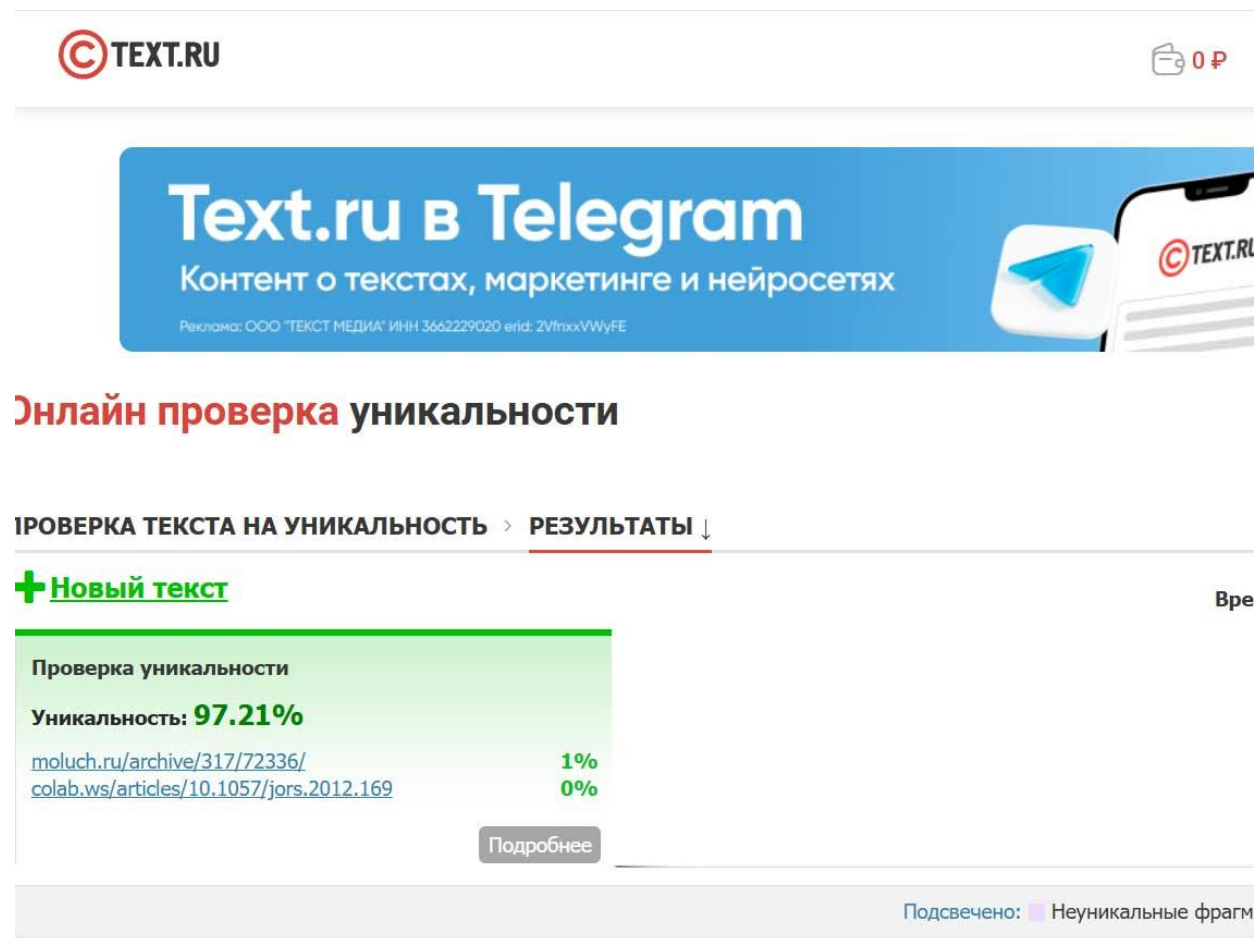 © TEXT.RU
0 ₽
Text.ru в Telegram
Контент о текстах, маркетинге и нейросетях
Реклама: ООО "ТЕКСТ МЕДИА" ИНН 3662229020 erid: 2VfnxxVWyFE
© TEXT.RU
Онлайн проверка уникальности
ПРОВЕРКА ТЕКСТА НА УНИКАЛЬНОСТЬ > РЕЗУЛЬТАТЫ ↓
Новый текст
Вре
Проверка уникальности
Уникальность: 97.21%
moluch.ru/archive/317/72336/ 1%
colab.ws/articles/10.1057/jors.2012.169 0%
Подробнее
Подсвечено: Неуникальные фрагм